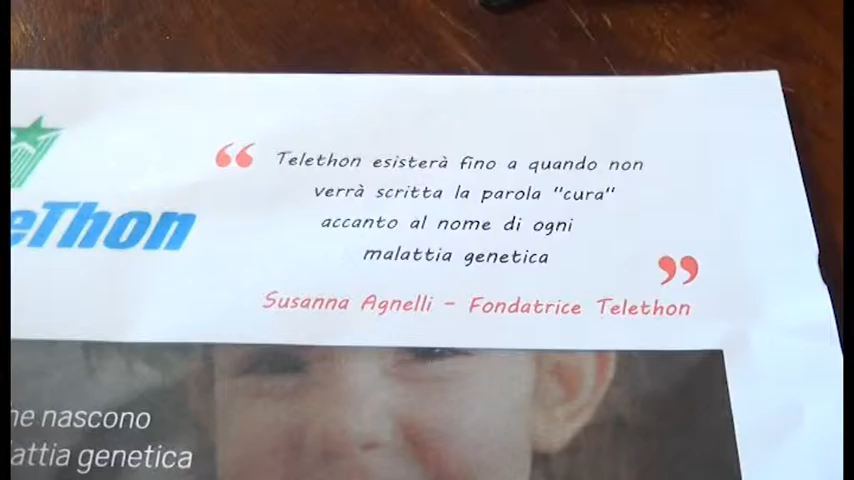 Telethon esisterà fino a quando non
verrà scritta la parola "cura"
accanto al nome di ogni
malattia genetica
Susanna Agnelli - Fondatrice Telethon
eThon
he nascono
attia genetica